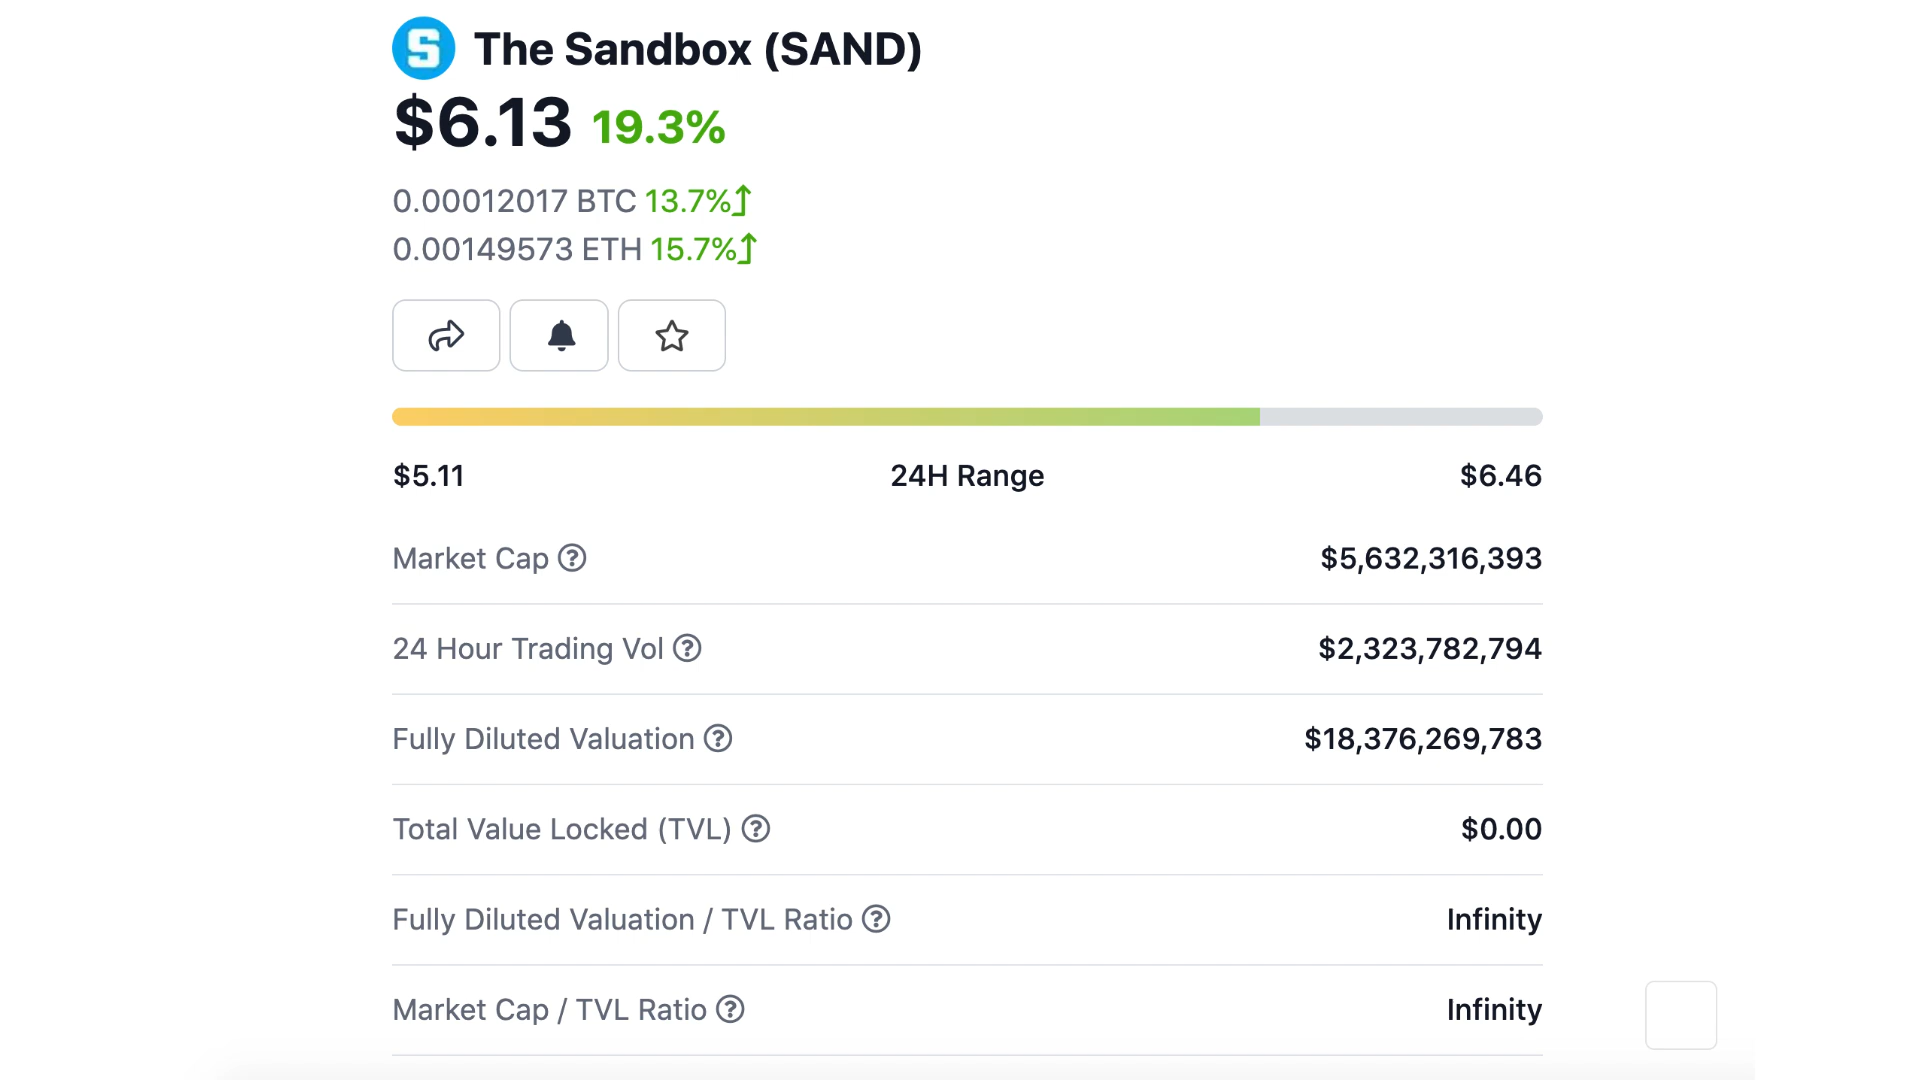 S The Sandbox (SAND)
$6.13 19.3%
0.00012017 BTC 13.7%
0.00149573 ETH 15.7%
$5.11 24H Range $6.46
Market Cap ? $5,632,316,393
24 Hour Trading Vol ? $2,323,782,794
Fully Diluted Valuation ? $18,376,269,783
Total Value Locked (TVL) ? $0.00
Fully Diluted Valuation / TVL Ratio ? Infinity
Market Cap / TVL Ratio ? Infinity